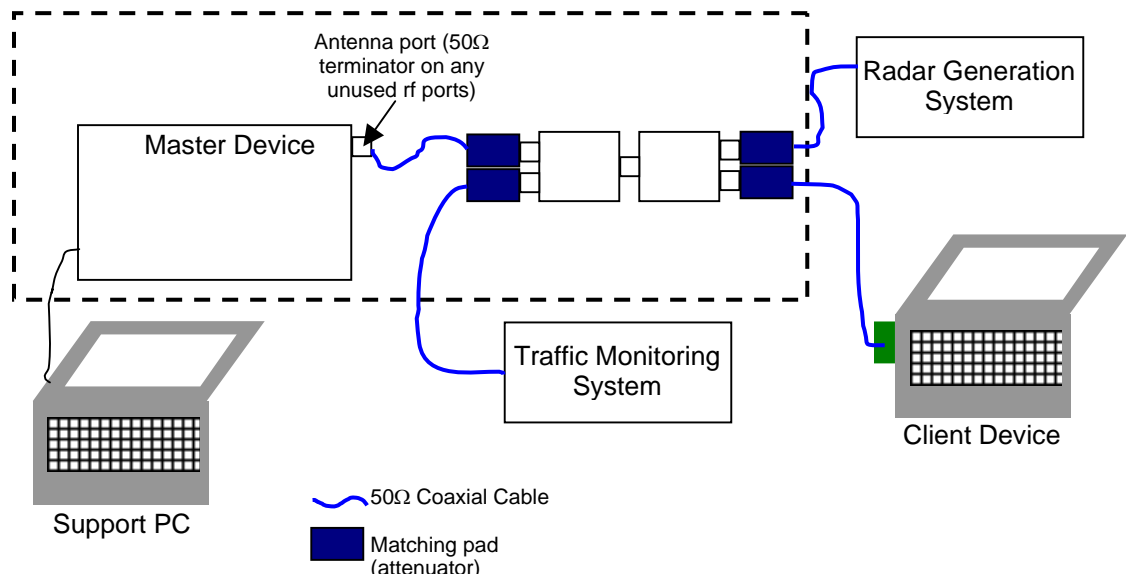 Antenna port (50Ω
terminator on any
unused rf ports)
Radar Generation
System
Master Device
Traffic Monitoring
System
Client Device
Support PC
50Ω Coaxial Cable
Matching pad
(attenuator)